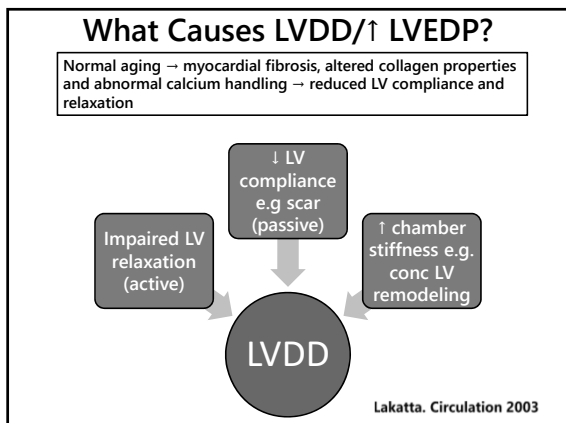 What Causes LVDD/↑ LVEDP?
Normal aging → myocardial fibrosis, altered collagen properties
and abnormal calcium handling → reduced LV compliance and
relaxation
Impaired LV
relaxation
(active)
↓ LV
compliance
e.g scar
(passive)
↑ chamber
stiffness e.g.
conc LV
remodeling
LVDD
Lakatta. Circulation 2003